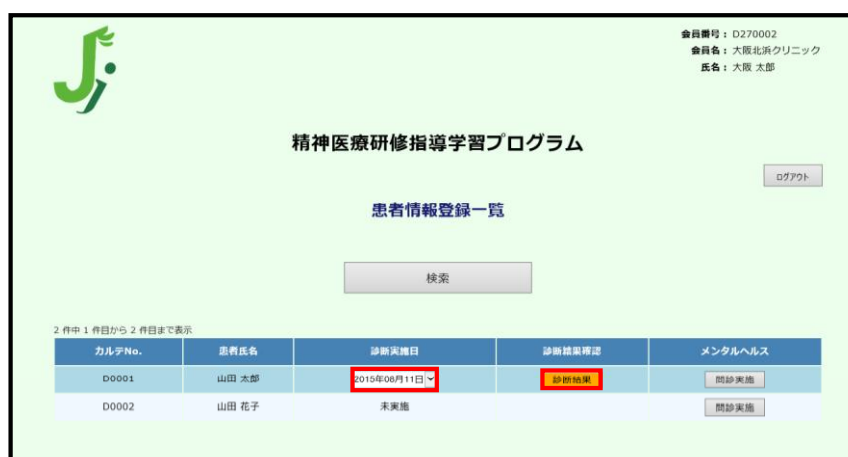 会員番号： D270002
会員名： 大阪北浜クリニック
氏名： 大阪 太郎
精神医療研修指導学習プログラム
ログアウト
患者情報登録一覧
検索
2 件中 1 件目から 2 件目まで表示
カルテNo. 患者氏名 診断実施日 診断結果確認 メンタルヘルス
D0001 山田 太郎 2015年08月11日 診断結果 問診実施
D0002 山田 花子 未実施 問診実施